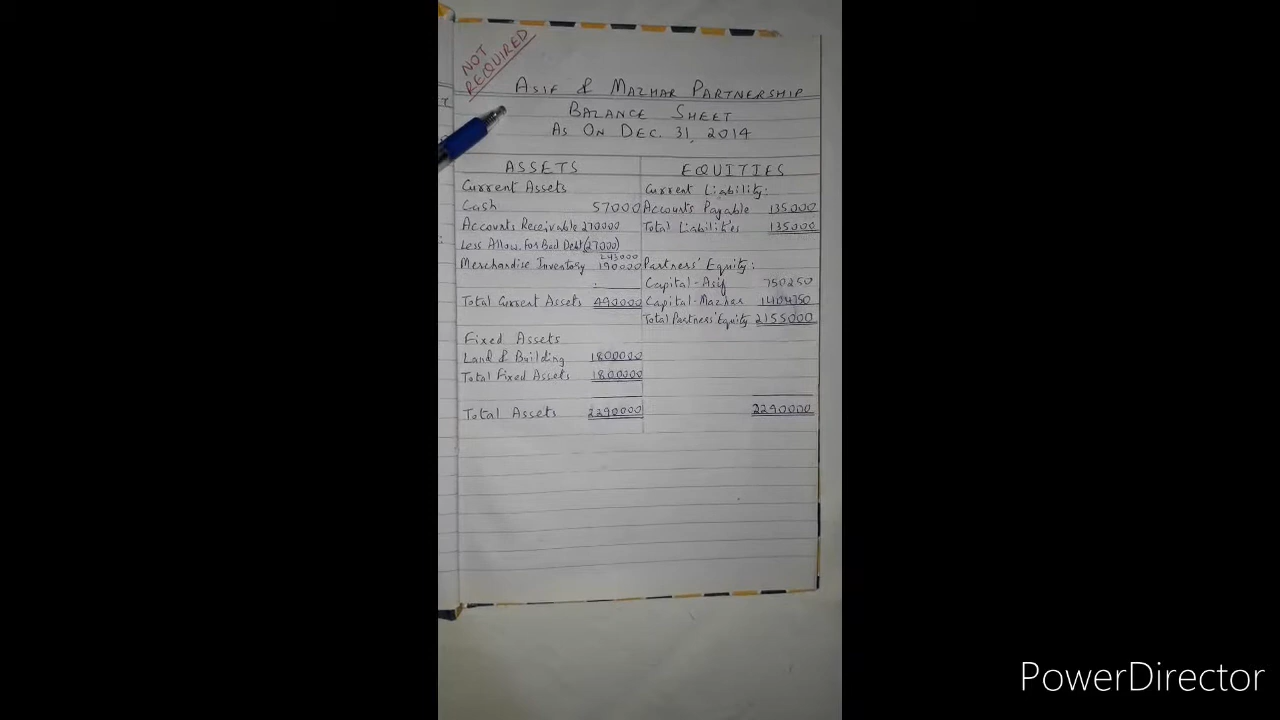 NOT
REQUIRED
ASIF & MAZHAR PARTNERSHIP
BALANCE SHEET
AS ON DEC. 31, 2014
ASSETS
Current Assets
Cash 57000
Accounts Receivable 270000
Less Allow. For Bad Debt (27000)
243000
Merchandise Inventory 190000
Total Current Assets 490000
Fixed Assets
Land & Building 1800000
Total Fixed Assets 1800000
Total Assets 2290000
EQUITIES
Current Liability:
Accounts Payable 135000
Total Liabilities 135000
Partners' Equity:
Capital-Asif 750250
Capital-Mazhar 1404750
Total Partners' Equity 2155000
2290000
PowerDirector